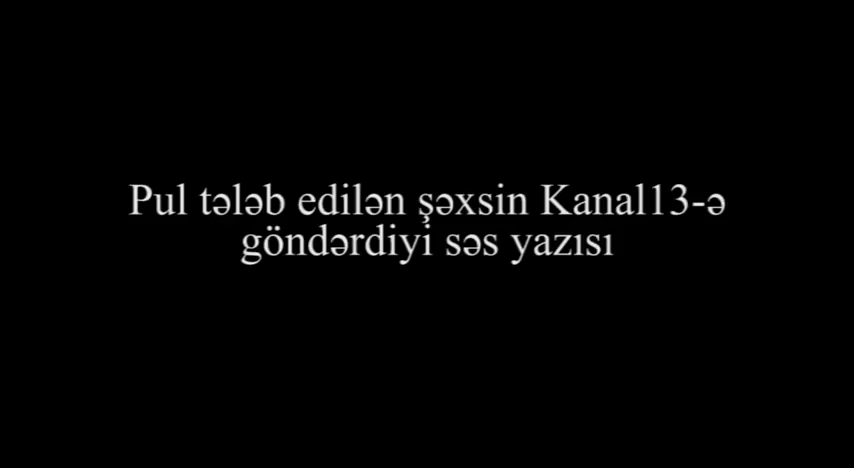 Pul tələb edilən şəxsin Kanal13-ə
göndərdiyi səs yazısı